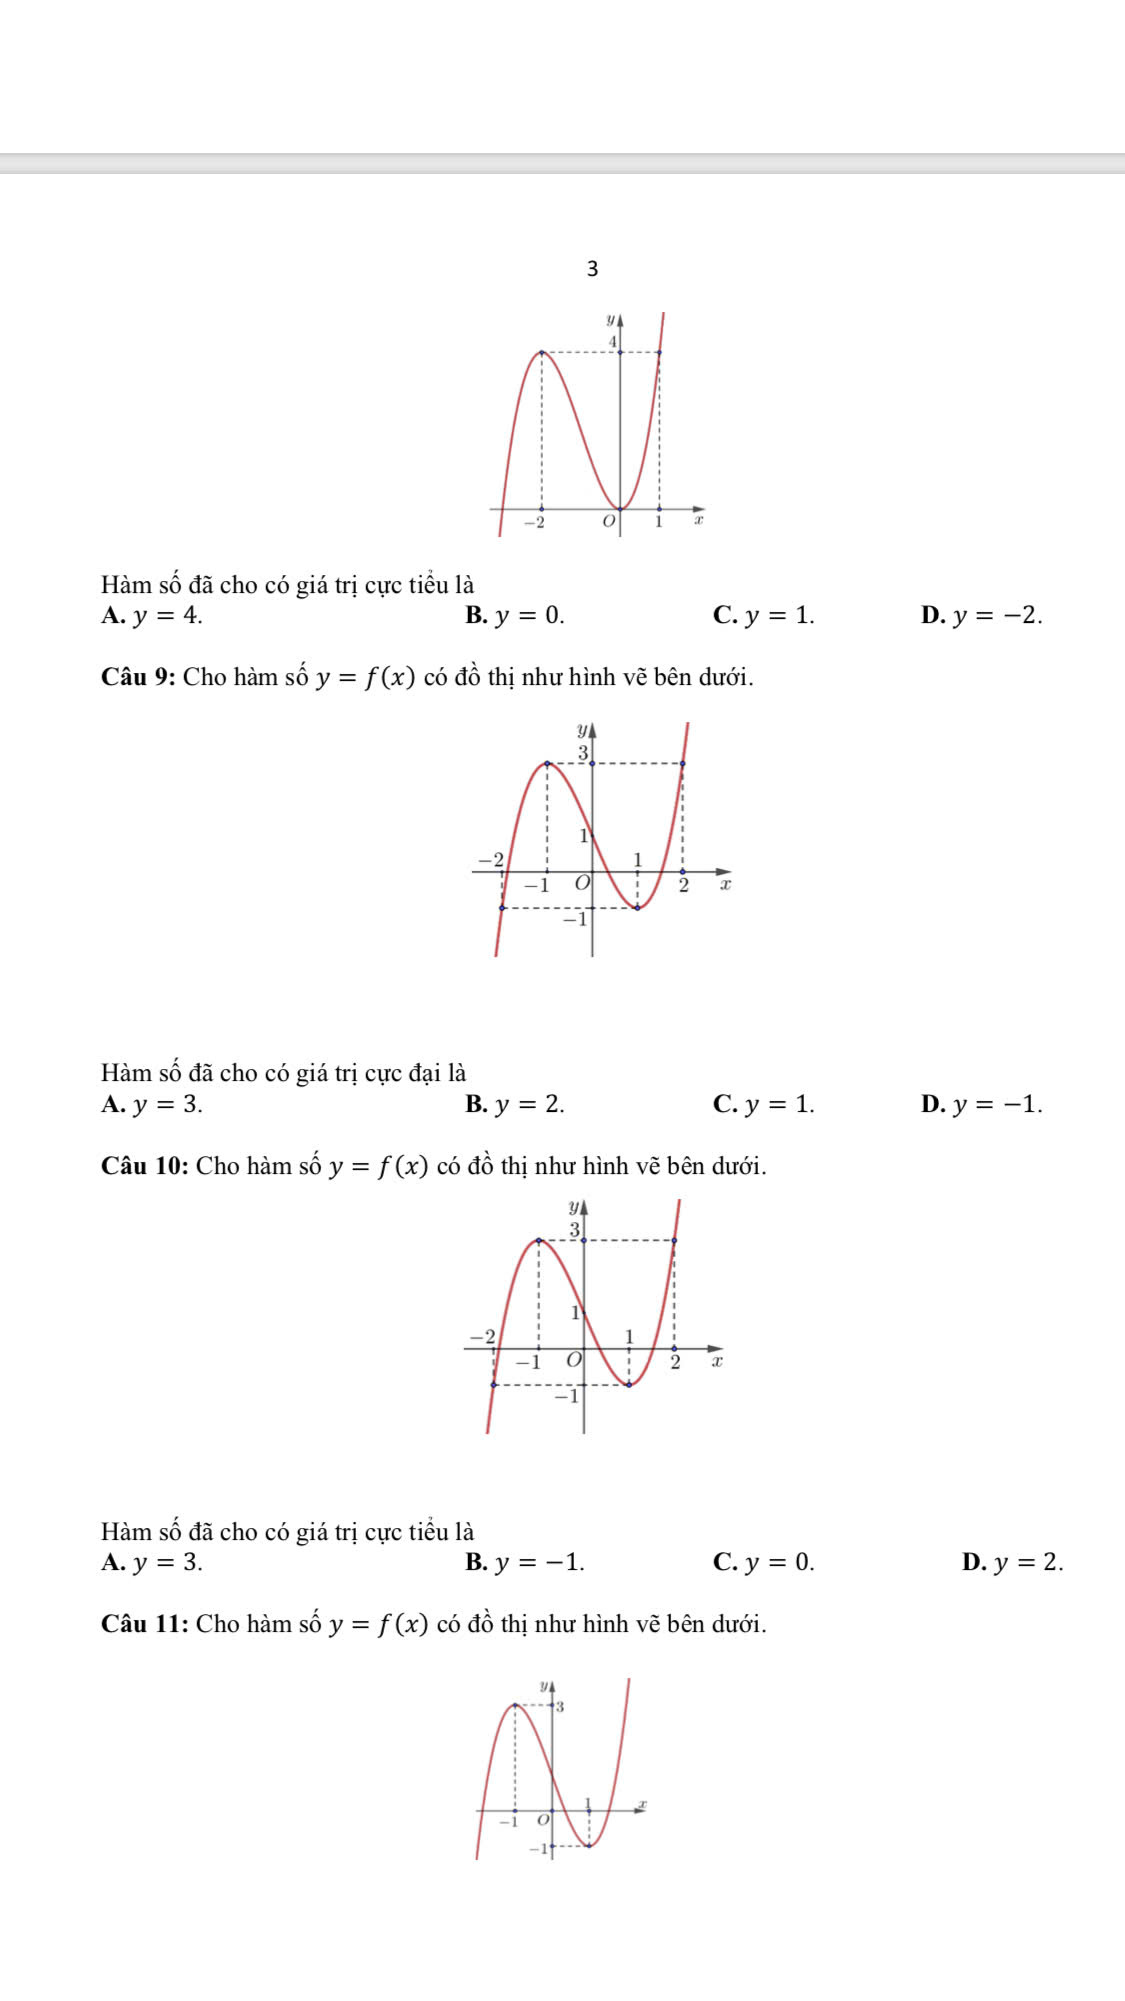 3
y
4
−2 O 1 x
Hàm số đã cho có giá trị cực tiểu là
A. y = 4. B. y = 0. C. y = 1. D. y = −2.
Câu 9: Cho hàm số y = f(x) có đồ thị như hình vẽ bên dưới.
y
3
1
−2 1
−1 O 2 x
−1
Hàm số đã cho có giá trị cực đại là
A. y = 3. B. y = 2. C. y = 1. D. y = −1.
Câu 10: Cho hàm số y = f(x) có đồ thị như hình vẽ bên dưới.
y
3
1
−2 1
−1 O 2 x
−1
Hàm số đã cho có giá trị cực tiểu là
A. y = 3. B. y = −1. C. y = 0. D. y = 2.
Câu 11: Cho hàm số y = f(x) có đồ thị như hình vẽ bên dưới.
y
3
1 x
−1 O
−1